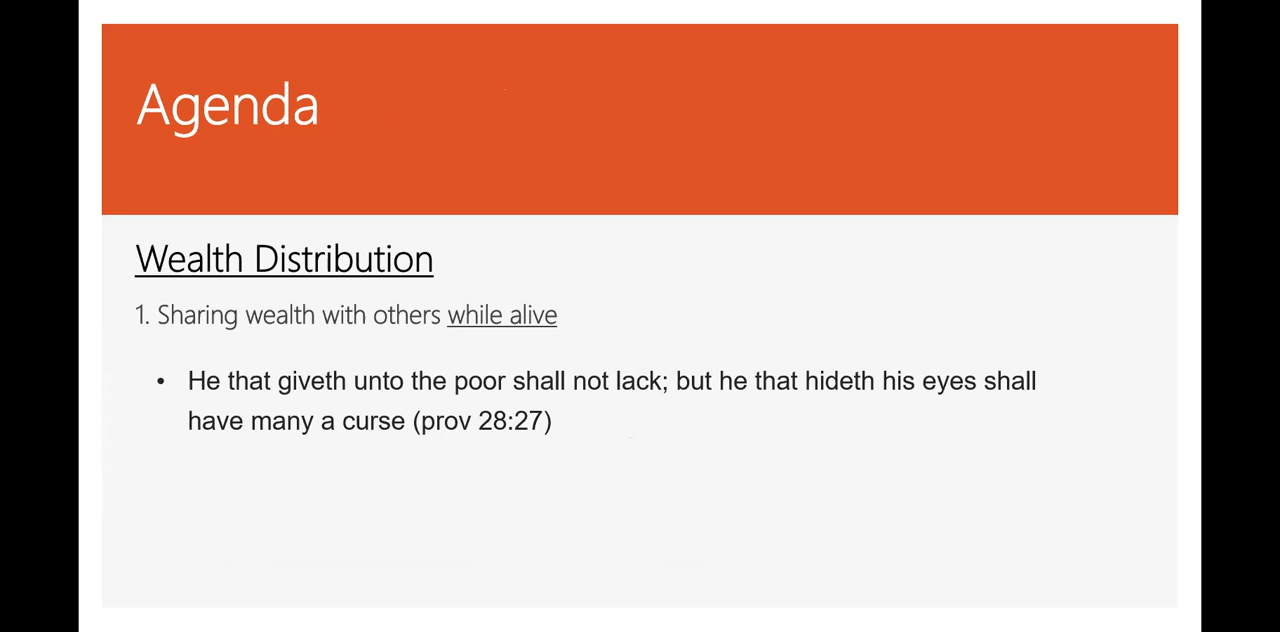 Agenda
Wealth Distribution
1. Sharing wealth with others while alive
• He that giveth unto the poor shall not lack; but he that hideth his eyes shall
have many a curse (prov 28:27)